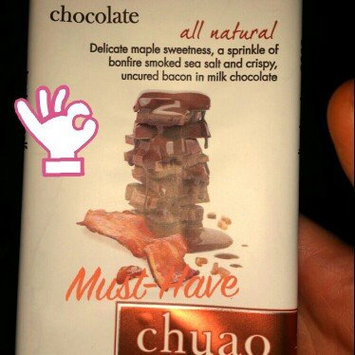 chocolate
all natural
Delicate maple sweetness, a sprinkle of
bonfire smoked sea salt and crispy,
uncured bacon in milk chocolate
Must-Have
chuao